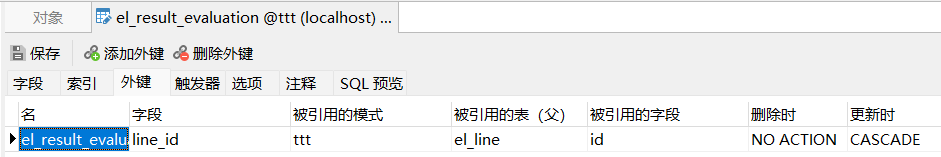 对象 el_result_evaluation @ttt (localhost) ...
保存 添加外键 删除外键
字段 索引 外键 触发器 选项 注释 SQL 预览
名 字段 被引用的模式 被引用的表（父） 被引用的字段 删除时 更新时
el_result_evalu line_id ttt el_line id NO ACTION CASCADE